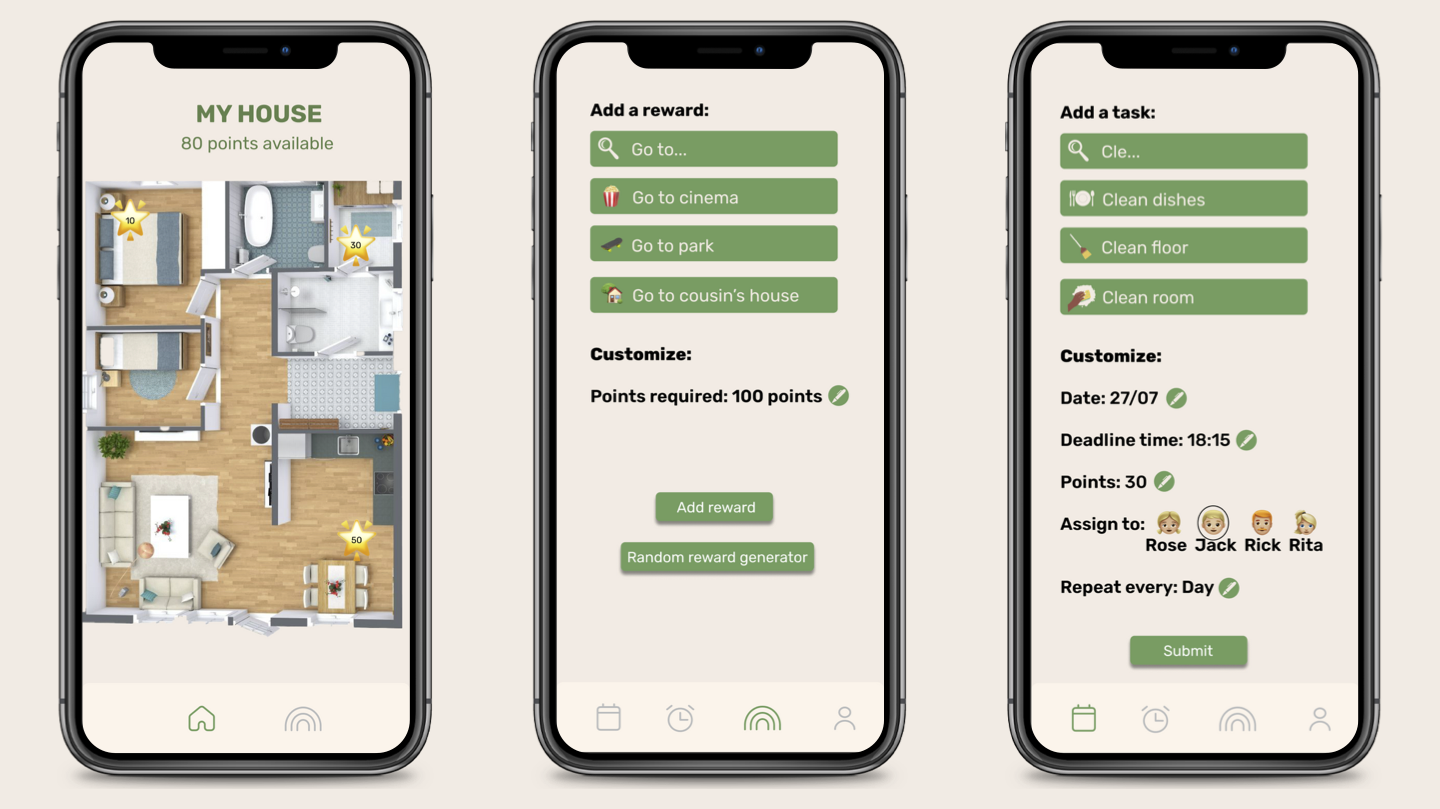 MY HOUSE
80 points available
10
30
50
Add a reward:
Go to...
Go to cinema
Go to park
Go to cousin's house
Customize:
Points required: 100 points
Add reward
Random reward generator
Add a task:
Cle...
Clean dishes
Clean floor
Clean room
Customize:
Date: 27/07
Deadline time: 18:15
Points: 30
Assign to:
Rose Jack Rick Rita
Repeat every: Day
Submit